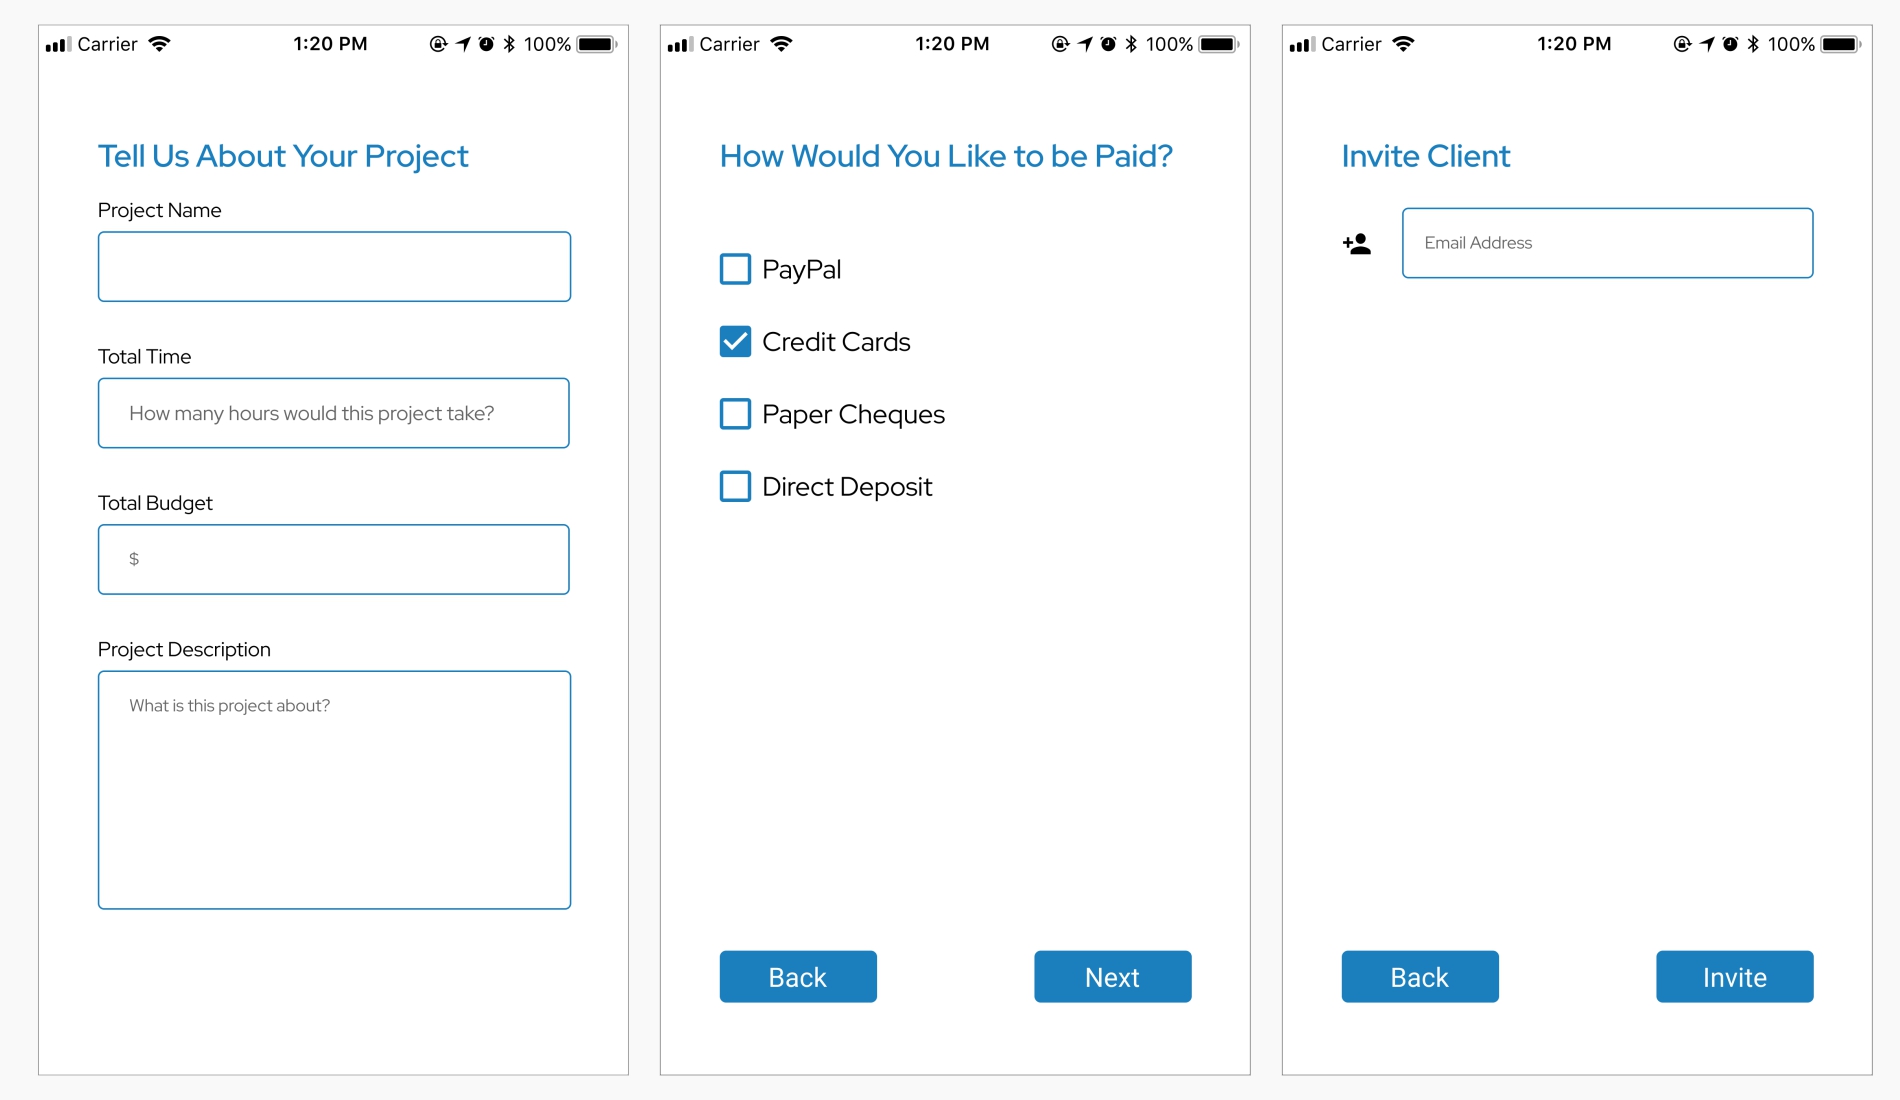 Carrier 1:20 PM 100%
Tell Us About Your Project
Project Name
Total Time
How many hours would this project take?
Total Budget
$
Project Description
What is this project about?
Carrier 1:20 PM 100%
How Would You Like to be Paid?
PayPal
Credit Cards
Paper Cheques
Direct Deposit
Back Next
Carrier 1:20 PM 100%
Invite Client
Email Address
Back Invite